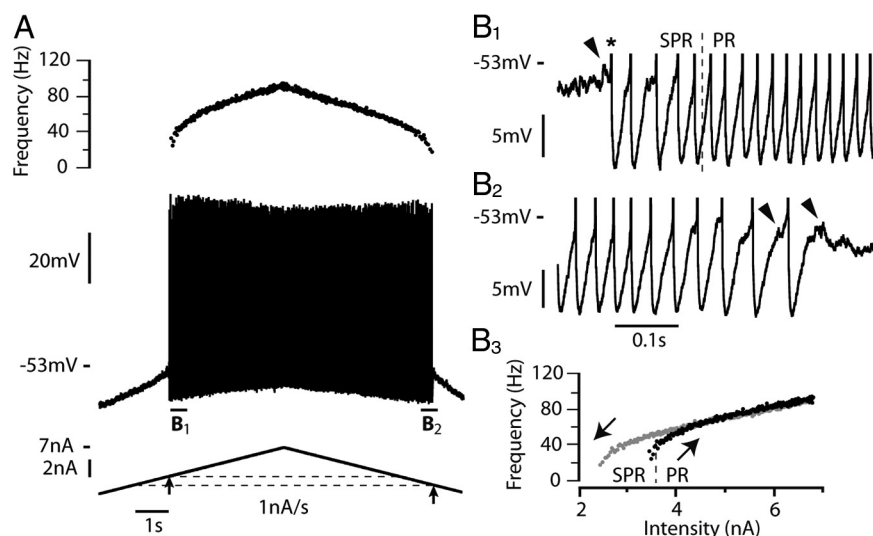 A
Frequency (Hz)
120
80
40
0
20mV
-53mV
B1
B2
7nA
2nA
1nA/s
1s
B1
-53mV
*
SPR
PR
5mV
B2
-53mV
5mV
0.1s
B3
Frequency (Hz)
120
80
40
0
SPR
PR
2
4
6
Intensity (nA)